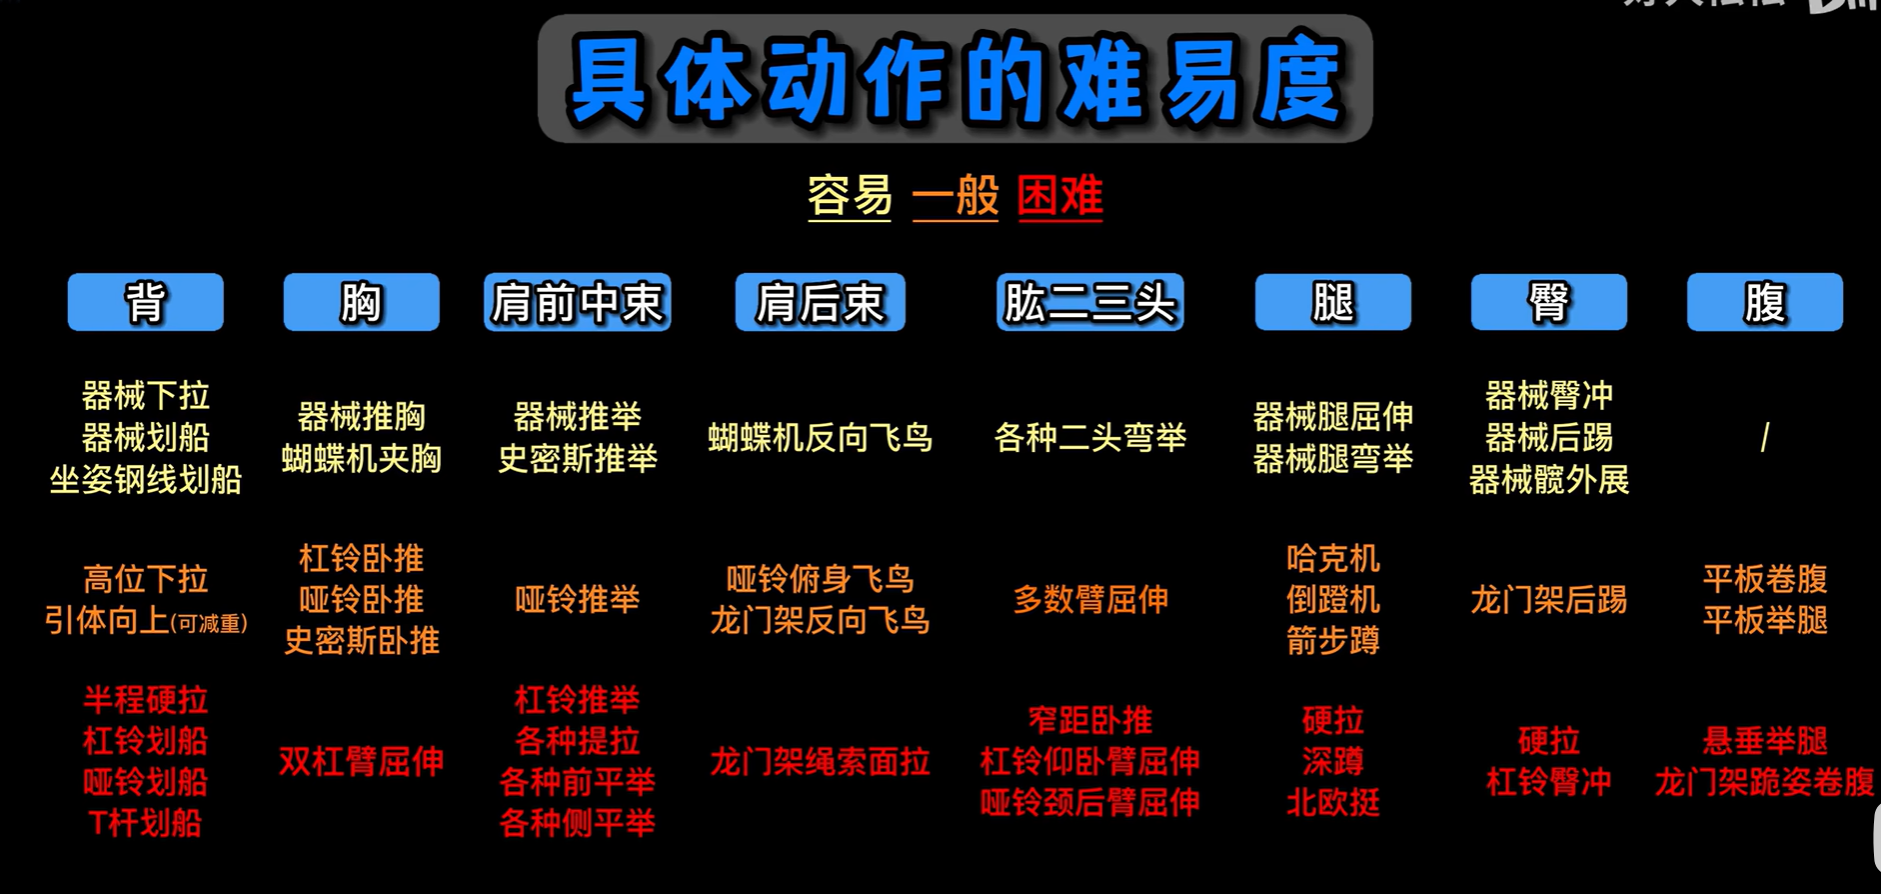 具体动作的难易度
容易 一般 困难
背
器械下拉
器械划船
坐姿钢线划船
高位下拉
引体向上(可减重)
半程硬拉
杠铃划船
哑铃划船
T杆划船
胸
器械推胸
蝴蝶机夹胸
杠铃卧推
哑铃卧推
史密斯卧推
双杠臂屈伸
肩前中束
器械推举
史密斯推举
哑铃推举
杠铃推举
各种提拉
各种前平举
各种侧平举
肩后束
蝴蝶机反向飞鸟
哑铃俯身飞鸟
龙门架反向飞鸟
龙门架绳索面拉
肱二三头
各种二头弯举
多数臂屈伸
窄距卧推
杠铃仰卧臂屈伸
哑铃颈后臂屈伸
腿
器械腿屈伸
器械腿弯举
哈克机
倒蹬机
箭步蹲
硬拉
深蹲
北欧挺
臀
器械臀冲
器械后踢
器械髋外展
龙门架后踢
硬拉
杠铃臀冲
腹
/
平板卷腹
平板举腿
悬垂举腿
龙门架跪姿卷腹